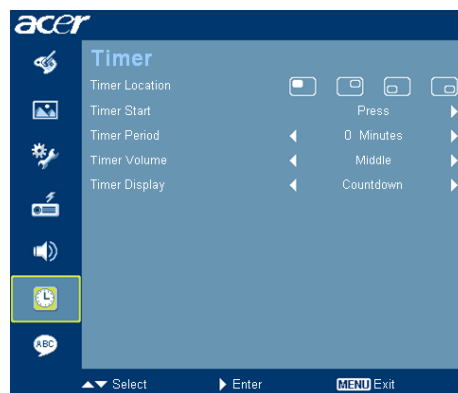 acer
Timer
Timer Location
Timer Start Press
Timer Period 0 Minutes
Timer Volume Middle
Timer Display Countdown
ABC
Select Enter MENU Exit